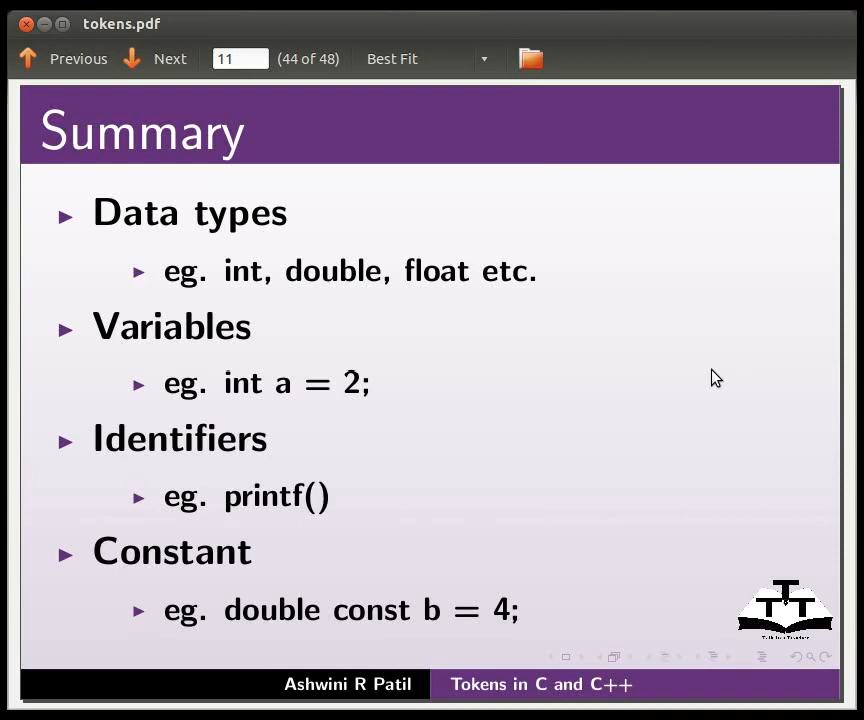 tokens.pdf
Previous Next 11 (44 of 48) Best Fit
Summary
Data types
eg. int, double, float etc.
Variables
eg. int a = 2;
Identifiers
eg. printf()
Constant
eg. double const b = 4;
T
T T
Ashwini R Patil Tokens in C and C++